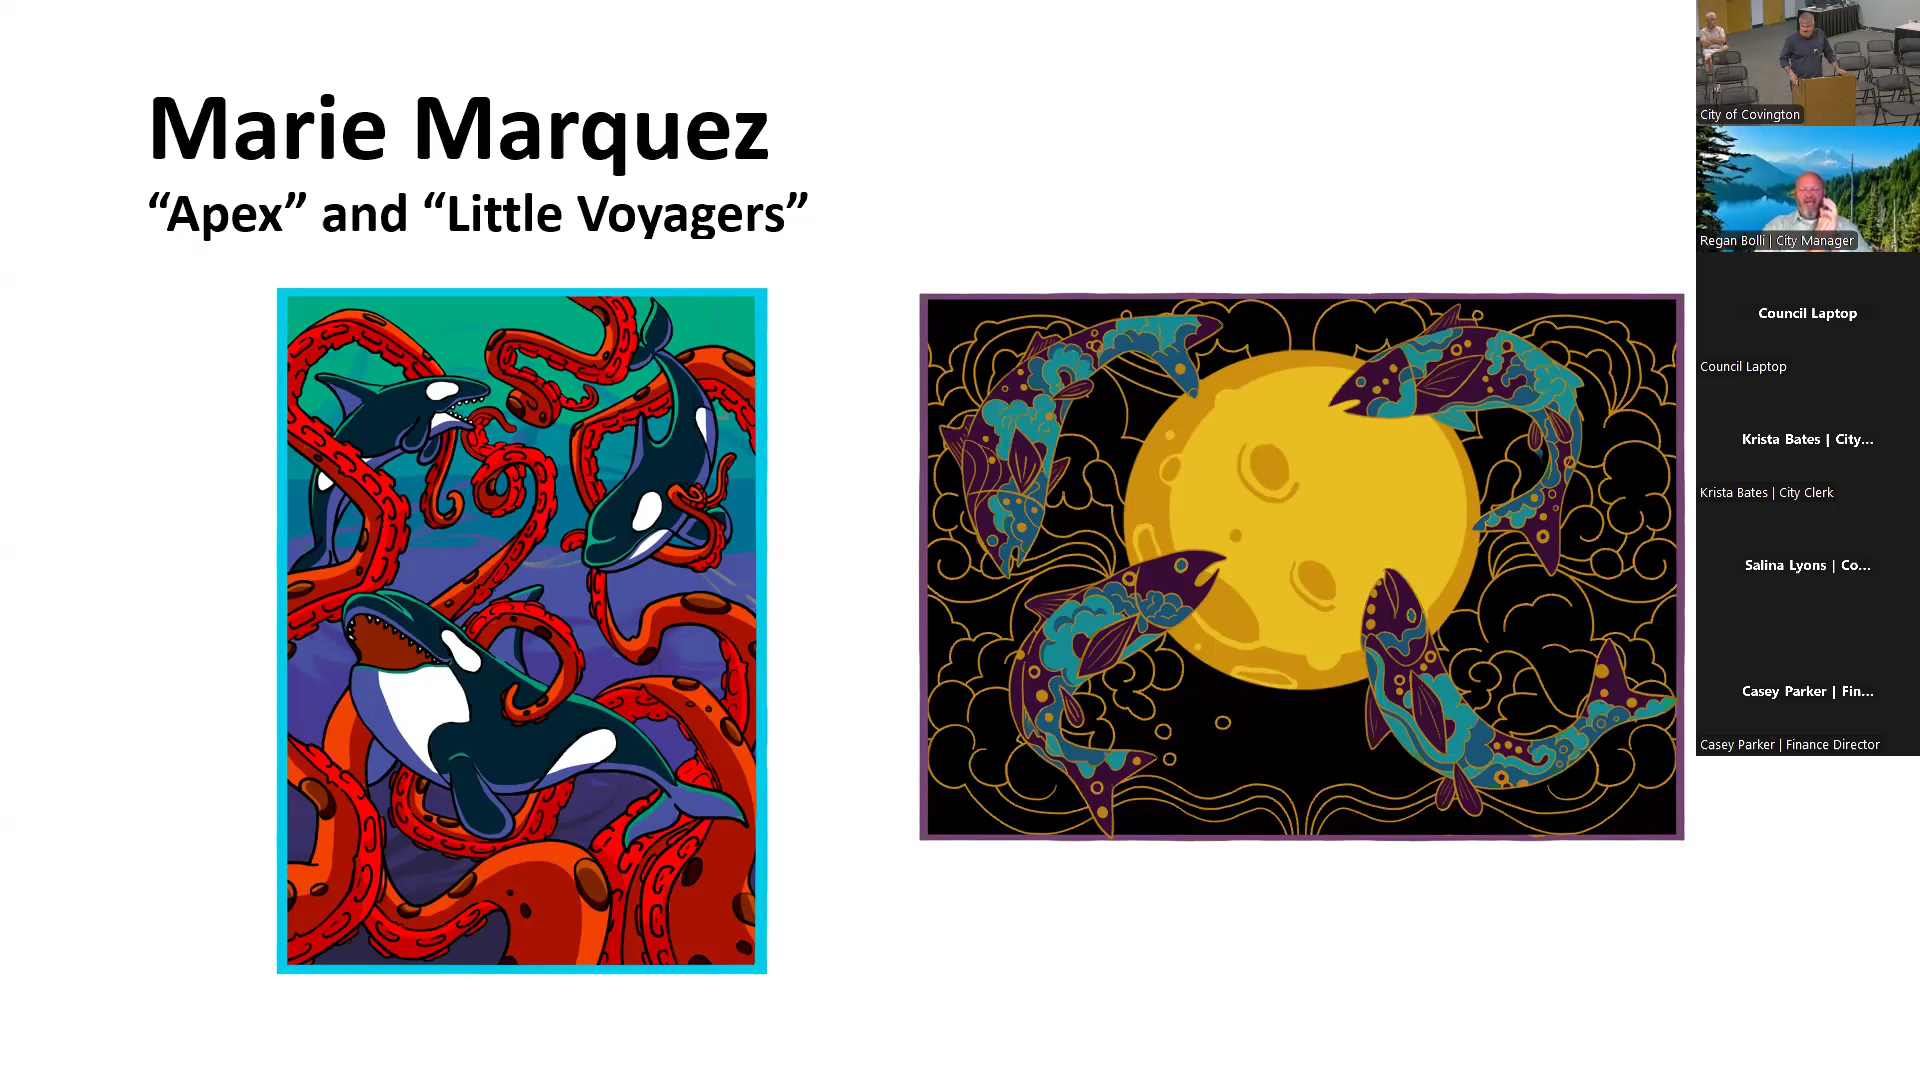 Marie Marquez
“Apex” and “Little Voyagers”
City of Covington
Regan Bolli | City Manager
Council Laptop
Council Laptop
Krista Bates | City...
Krista Bates | City Clerk
Salina Lyons | Co...
Casey Parker | Fin...
Casey Parker | Finance Director